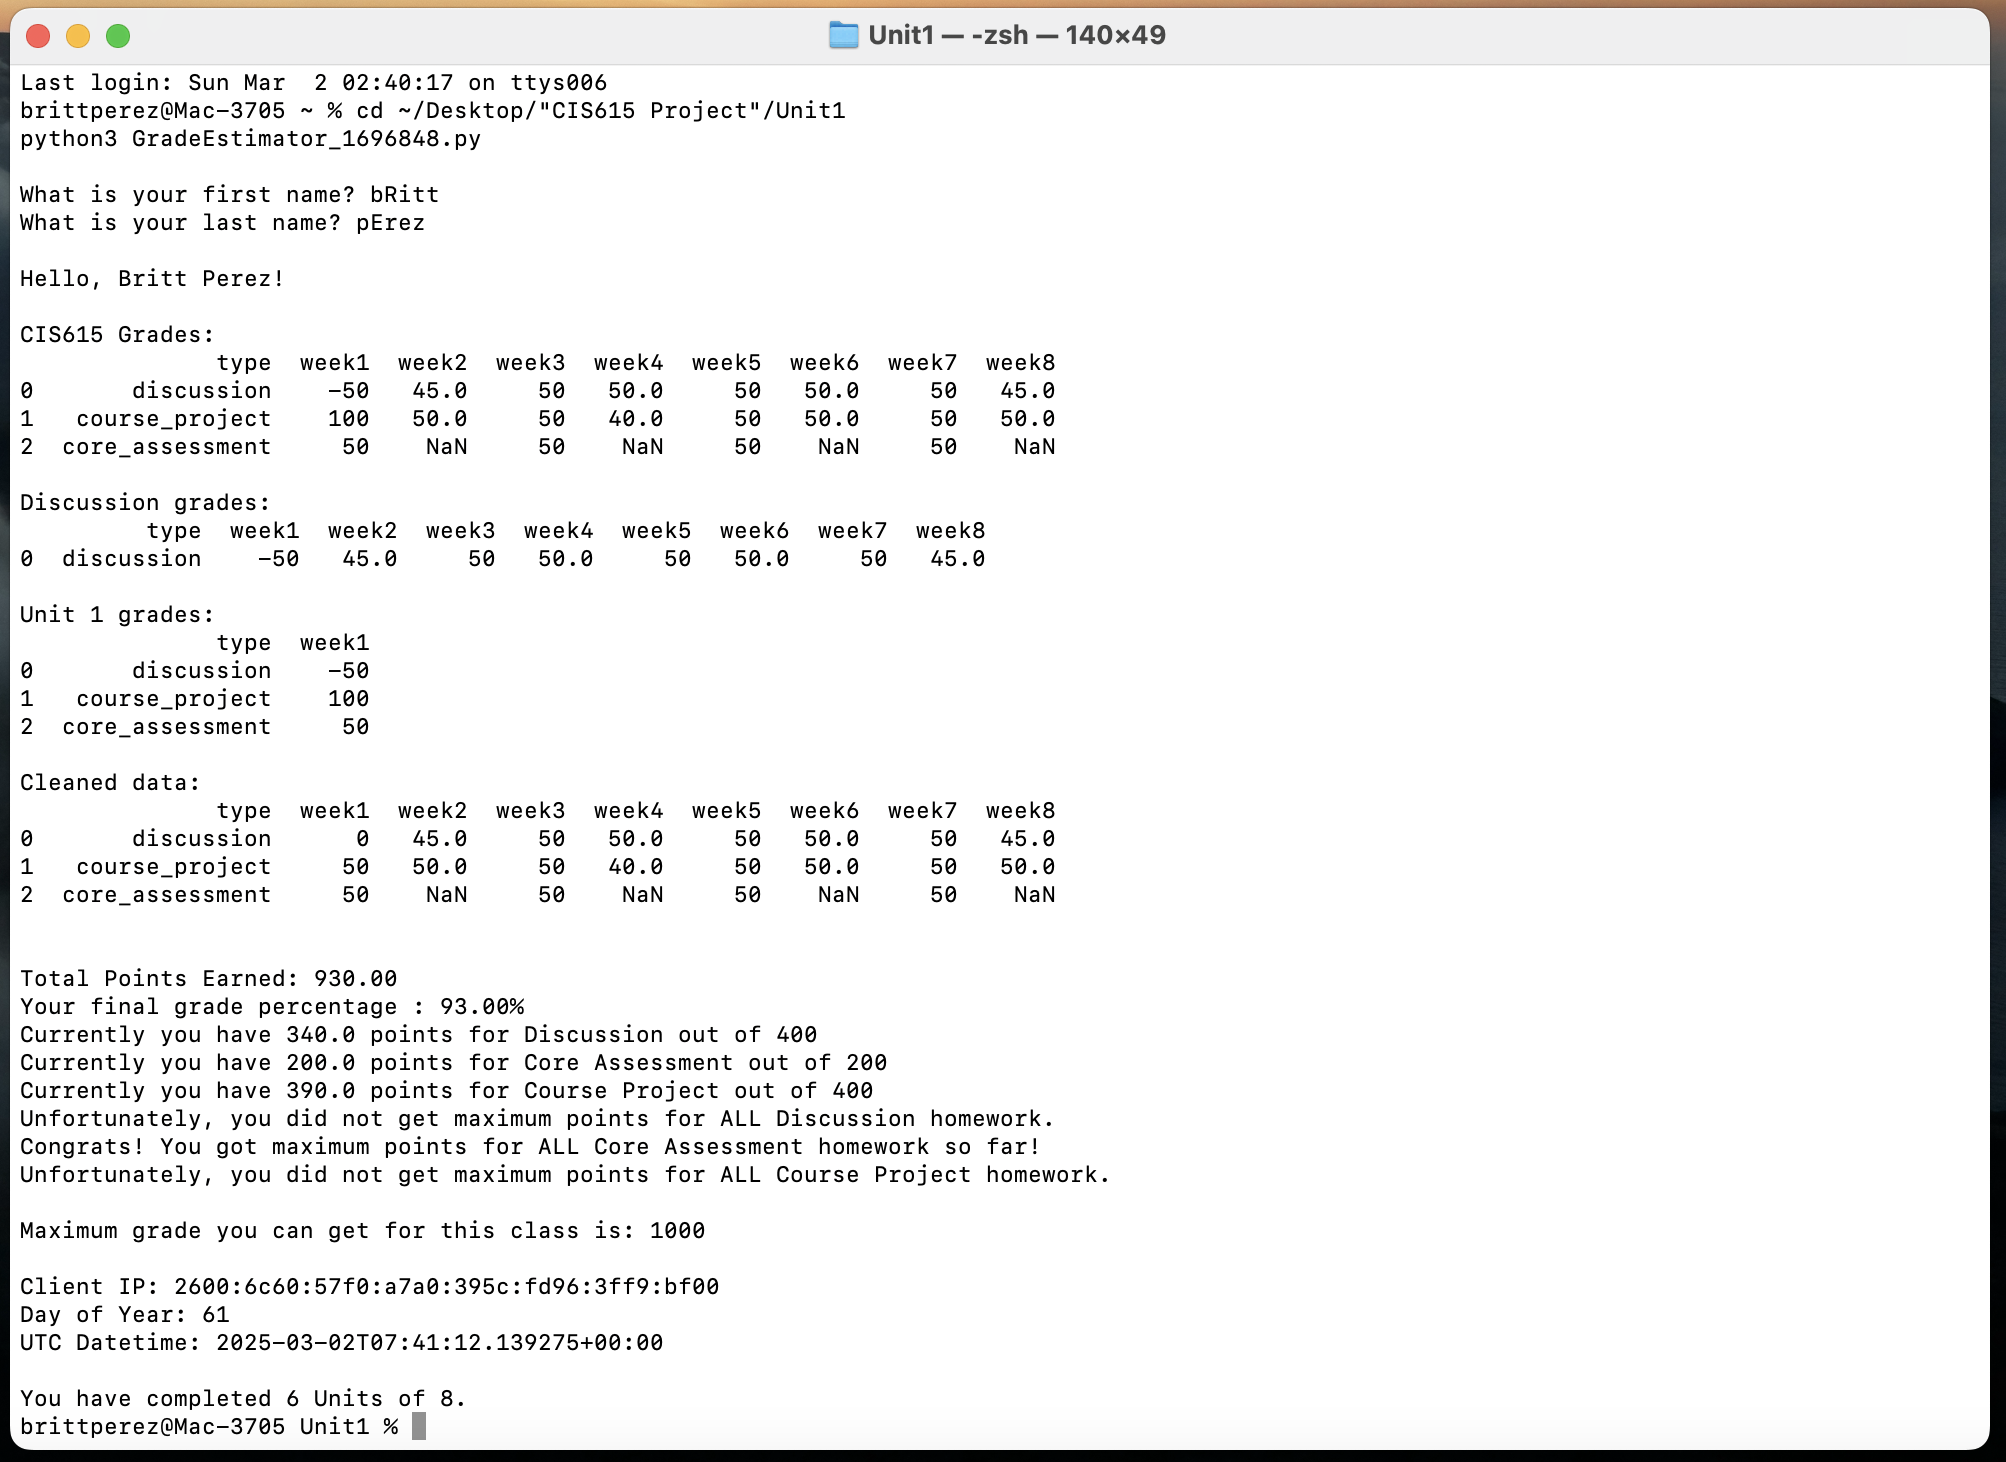 Unit1 — -zsh — 140×49
Last login: Sun Mar  2 02:40:17 on ttys006
brittperez@Mac-3705 ~ % cd ~/Desktop/"CIS615 Project"/Unit1
python3 GradeEstimator_1696848.py
What is your first name? bRitt
What is your last name? pErez
Hello, Britt Perez!
CIS615 Grades:
              type  week1  week2  week3  week4  week5  week6  week7  week8
0       discussion    -50   45.0     50   50.0     50   50.0     50   45.0
1   course_project    100   50.0     50   40.0     50   50.0     50   50.0
2  core_assessment     50    NaN     50    NaN     50    NaN     50    NaN
Discussion grades:
         type  week1  week2  week3  week4  week5  week6  week7  week8
0  discussion    -50   45.0     50   50.0     50   50.0     50   45.0
Unit 1 grades:
              type  week1
0       discussion    -50
1   course_project    100
2  core_assessment     50
Cleaned data:
              type  week1  week2  week3  week4  week5  week6  week7  week8
0       discussion      0   45.0     50   50.0     50   50.0     50   45.0
1   course_project     50   50.0     50   40.0     50   50.0     50   50.0
2  core_assessment     50    NaN     50    NaN     50    NaN     50    NaN
Total Points Earned: 930.00
Your final grade percentage : 93.00%
Currently you have 340.0 points for Discussion out of 400
Currently you have 200.0 points for Core Assessment out of 200
Currently you have 390.0 points for Course Project out of 400
Unfortunately, you did not get maximum points for ALL Discussion homework.
Congrats! You got maximum points for ALL Core Assessment homework so far!
Unfortunately, you did not get maximum points for ALL Course Project homework.
Maximum grade you can get for this class is: 1000
Client IP: 2600:6c60:57f0:a7a0:395c:fd96:3ff9:bf00
Day of Year: 61
UTC Datetime: 2025-03-02T07:41:12.139275+00:00
You have completed 6 Units of 8.
brittperez@Mac-3705 Unit1 %